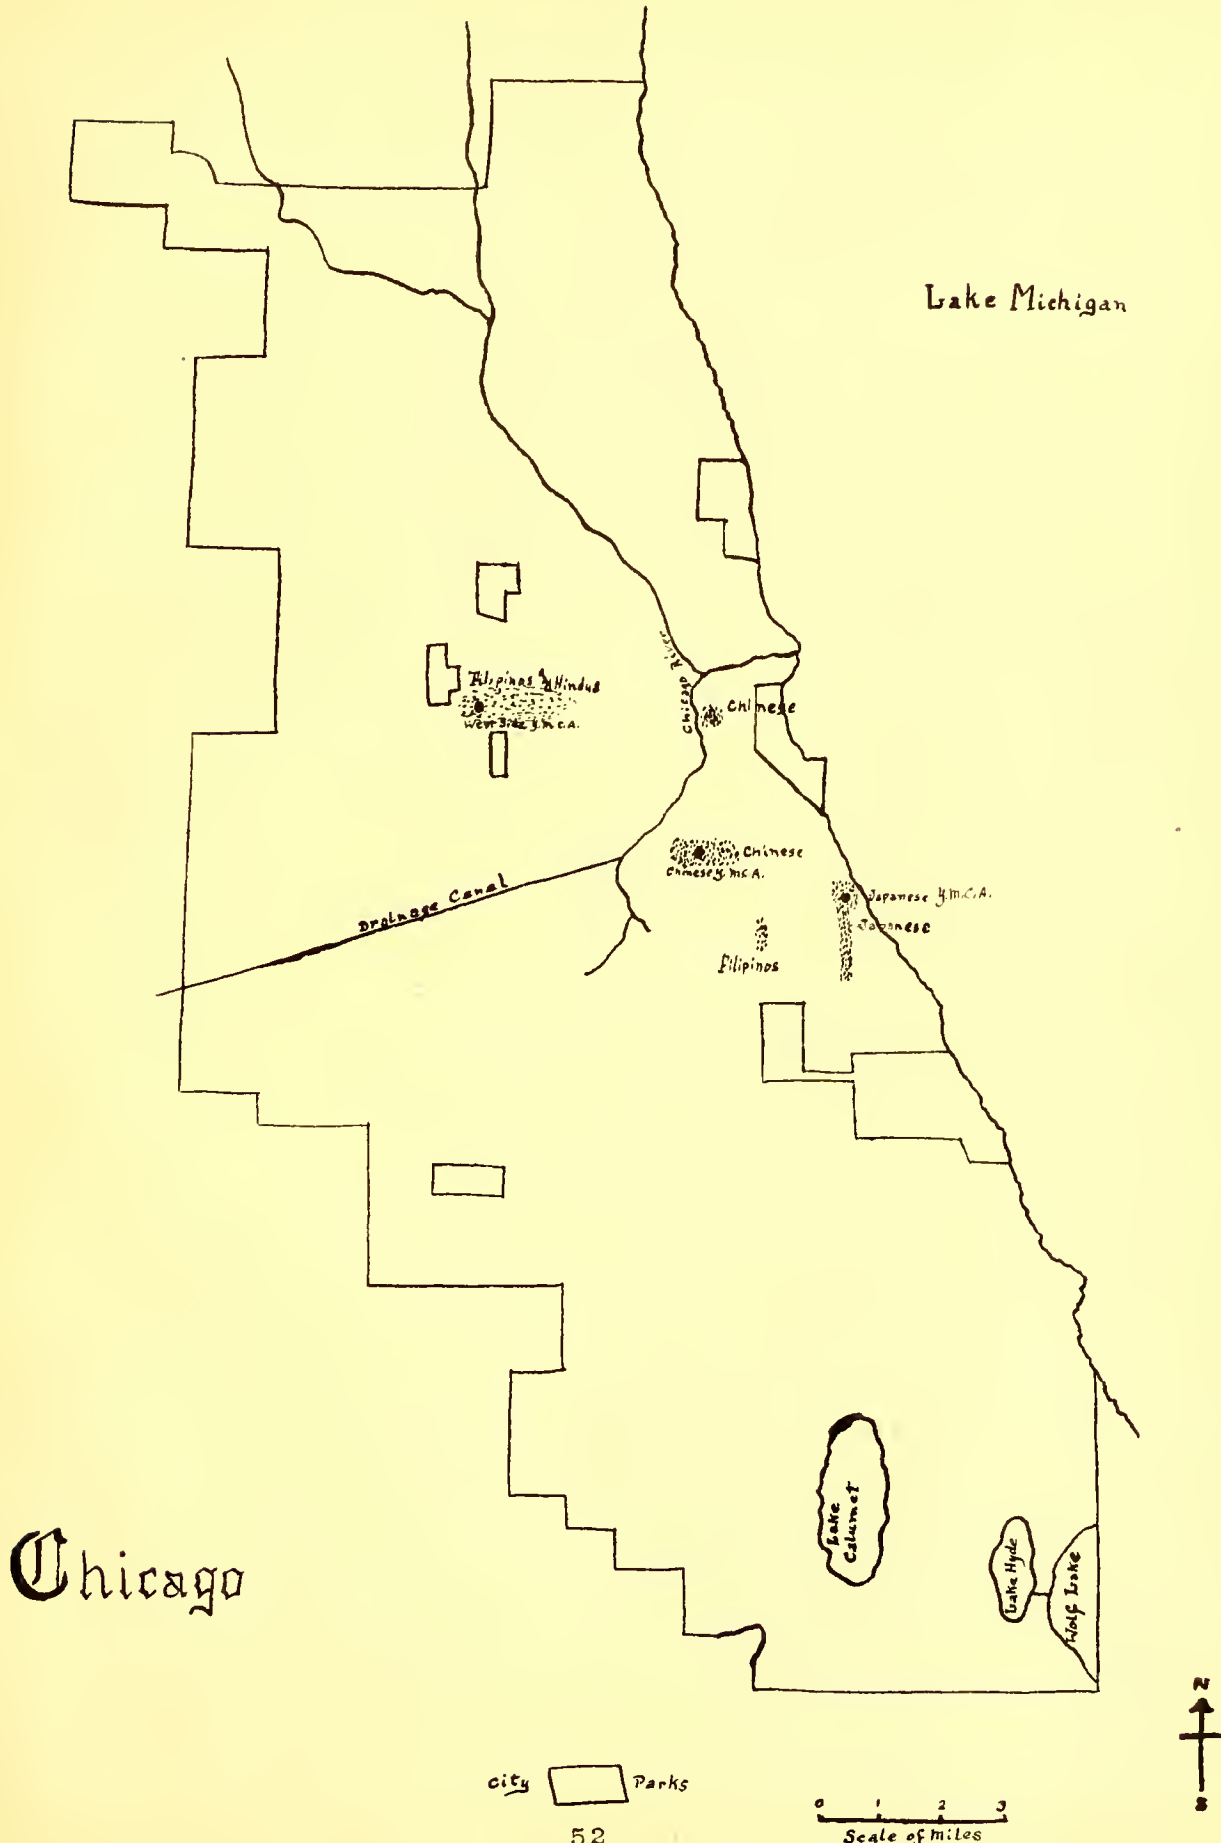 Lake Michigan
Chicago River
Filipinos & Hindus
West Side Y.M.C.A.
Chinese
Chinese
Chinese Y.M.C.A.
Drainage Canal
Japanese Y.M.C.A.
Japanese
Filipinos
Lake
Calumet
Lake Hyde
Wolf Lake
Chicago
N
S
City Parks
0 1 2 3
Scale of Miles
52